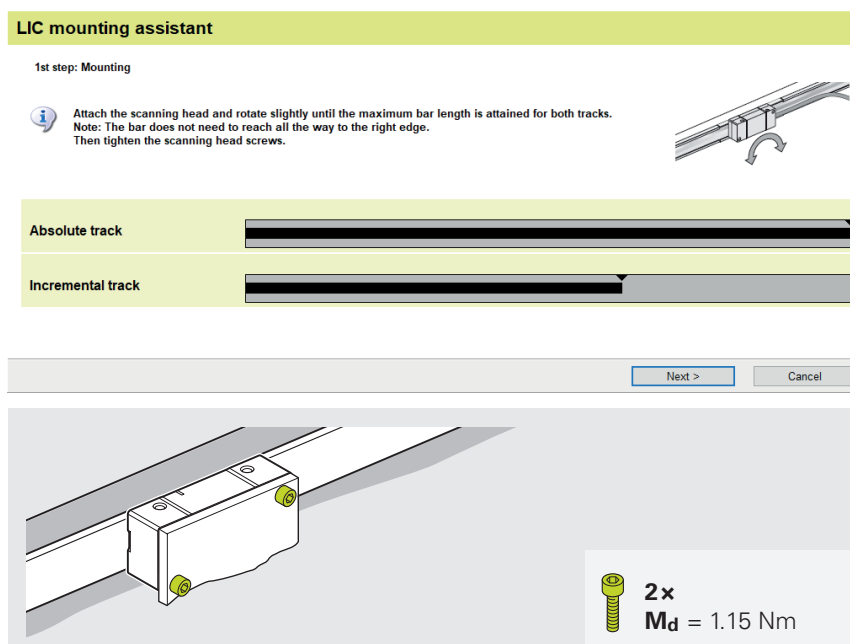 LIC mounting assistant
1st step: Mounting
Attach the scanning head and rotate slightly until the maximum bar length is attained for both tracks.
Note: The bar does not need to reach all the way to the right edge.
Then tighten the scanning head screws.
Absolute track
Incremental track
Next >
Cancel
2×
Md = 1.15 Nm